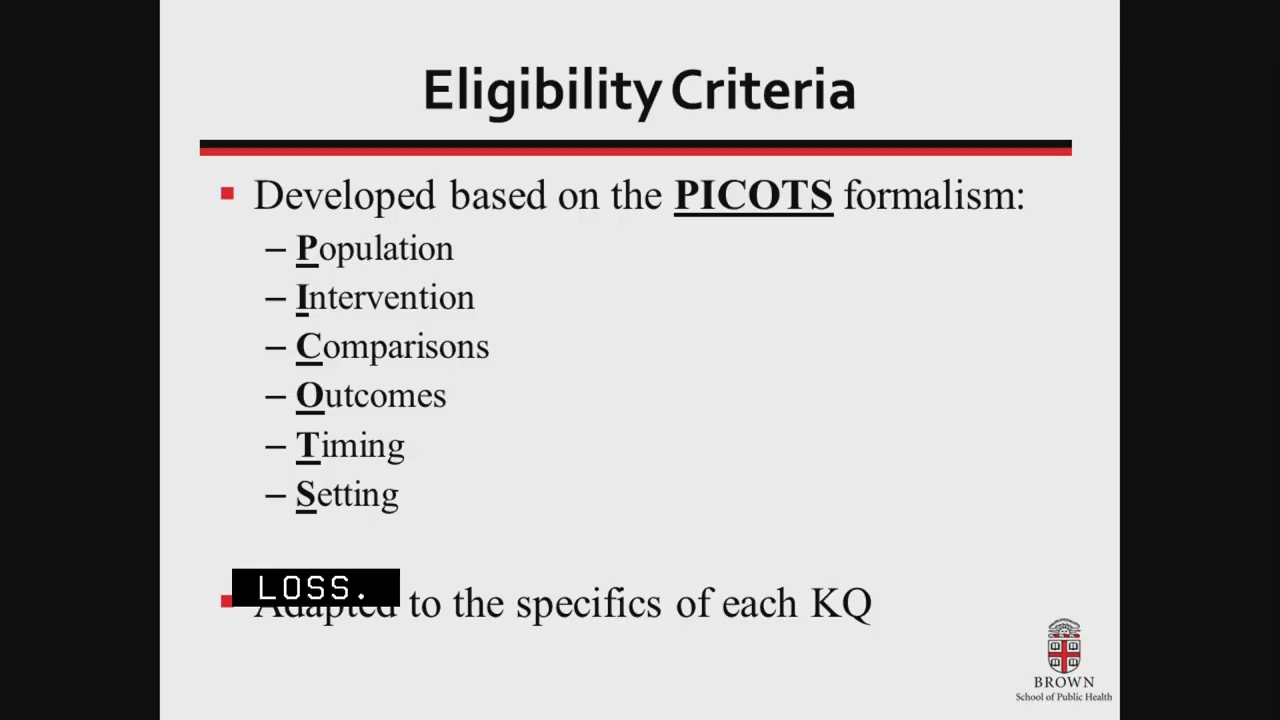 Eligibility Criteria
▪ Developed based on the PICOTS formalism:
– Population
– Intervention
– Comparisons
– Outcomes
– Timing
– Setting
LOSS.
▪ Adapted to the specifics of each KQ
BROWN
School of Public Health